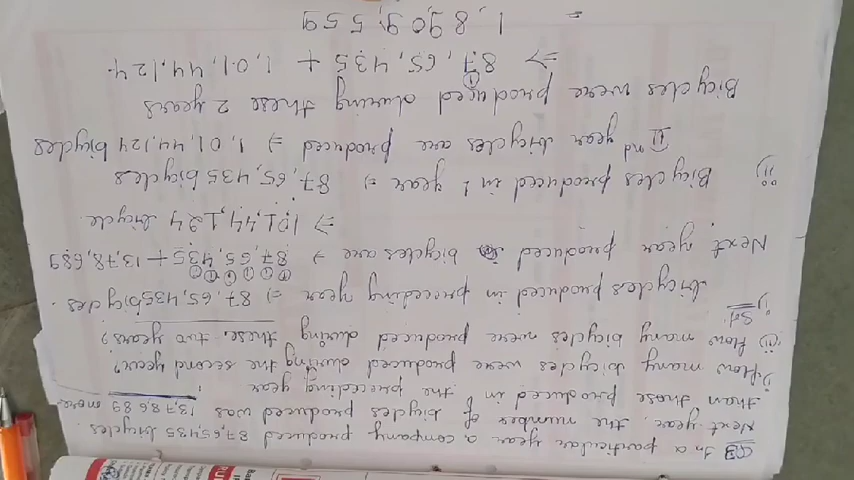 Q3 In a particular year a company produced 87,65,435 bicycles.
Next year, the number of bicycles produced was 13,78,689 more
than those produced in the preceding year.
i) How many bicycles were produced during the second year?
(ii) How many bicycles were produced during these two years?
Sol
i) bicycles produced in preceding year ⇒ 87,65,435 bicycles.
Next year produced bicycles are → 87,65,435 + 13,78,689
⇒ 101,44,124 bicycle.
ii) Bicycles produced in 1 year ⇒ 87,65,435 bicycles
IInd year bicycles are produced ⇒ 1,01,44,124 bicycles
Bicycles were produced during these 2 years
⇒ 87,65,435 + 1,01,44,124.
= 1,89,09,559